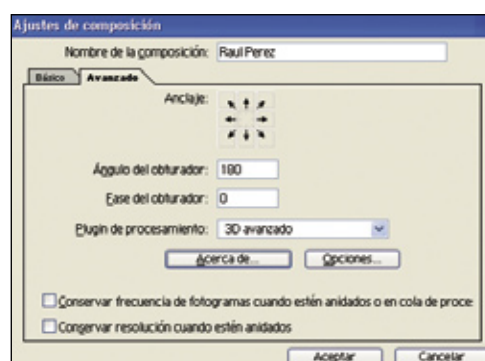 Ajustes de composición
Nombre de la composición: Raul Perez
Básico Avanzado
Anclaje:
Ángulo del obturador: 180
Fase del obturador: 0
Plugin de procesamiento: 3D avanzado
Acerca de... Opciones...
Conservar frecuencia de fotogramas cuando estén anidados o en cola de proce
Conservar resolución cuando estén anidados
Aceptar Cancelar